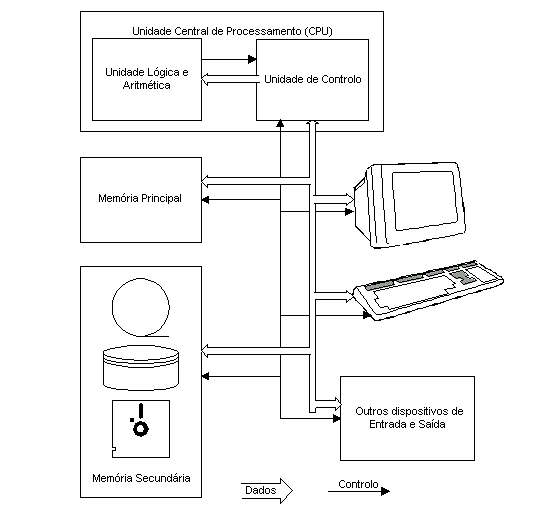 Unidade Central de Processamento (CPU)
Unidade Lógica e
Aritmética
Unidade de Controlo
Memória Principal
Outros dispositivos de
Entrada e Saída
Memória Secundária
Dados
Controlo